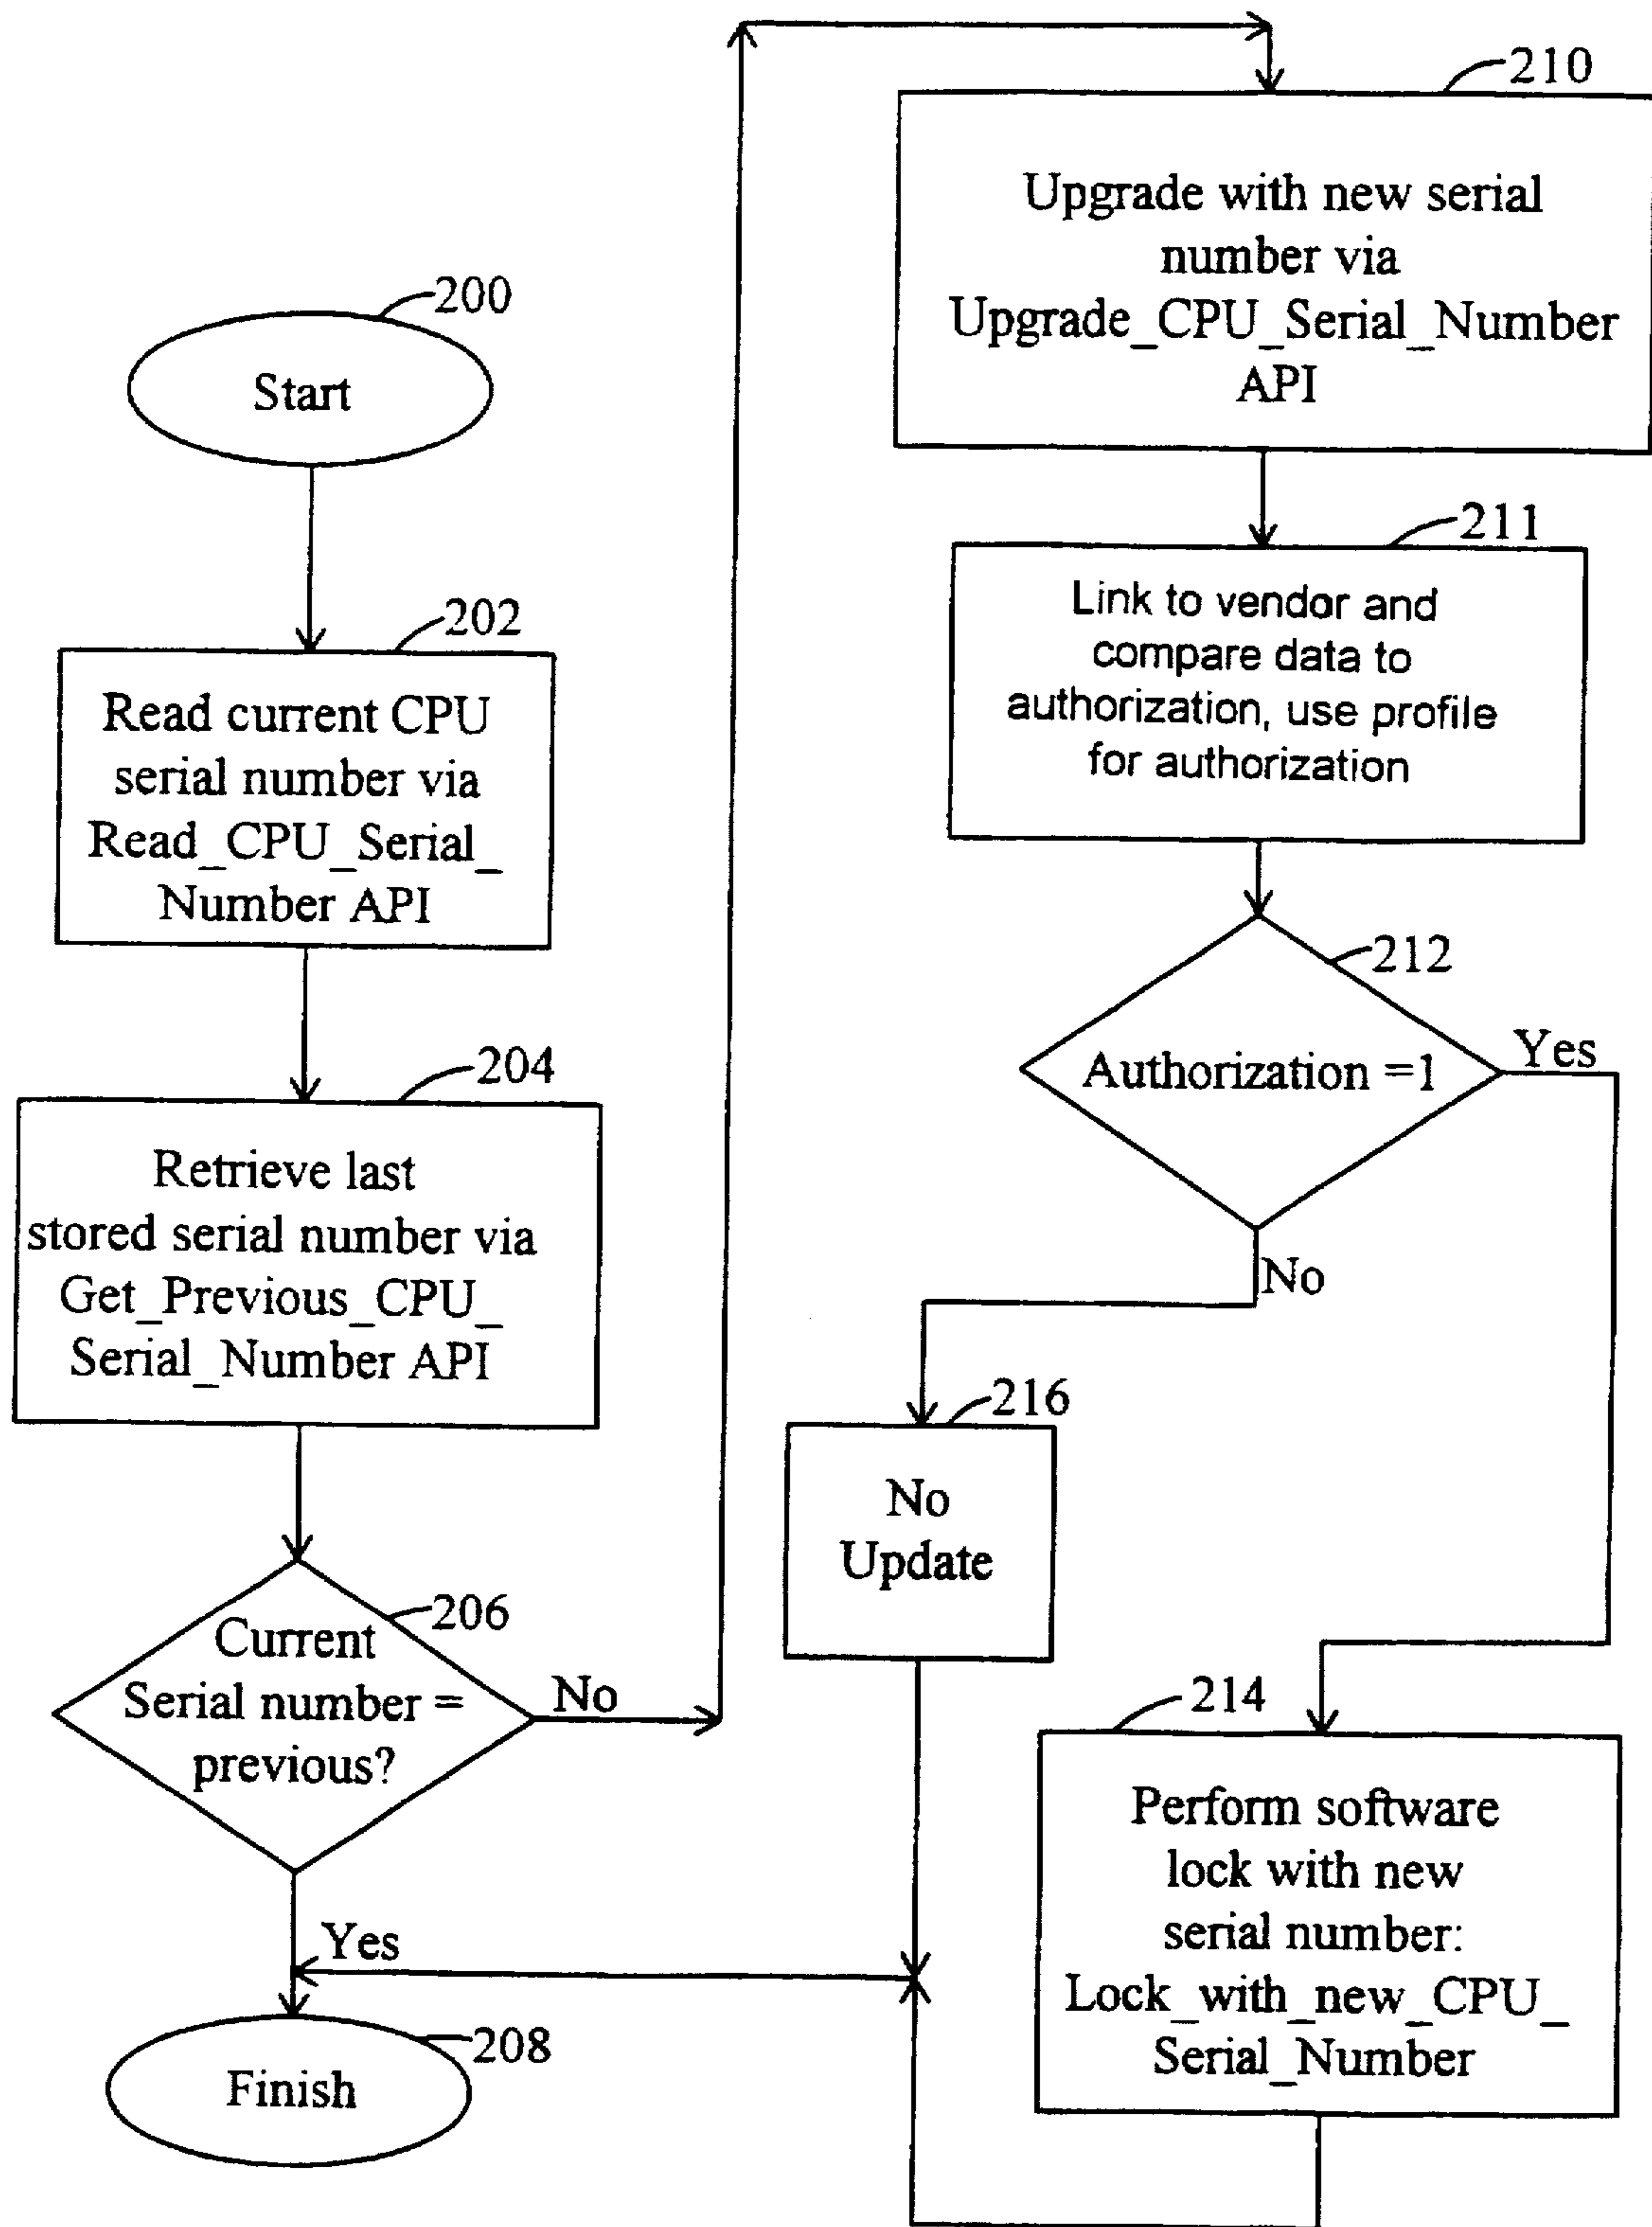 200
Start
202
Read current CPU
serial number via
Read_CPU_Serial_
Number API
204
Retrieve last
stored serial number via
Get_Previous_CPU_
Serial_Number API
206
Current
Serial number =
previous?
No
Yes
208
Finish
210
Upgrade with new serial
number via
Upgrade_CPU_Serial_Number
API
211
Link to vendor and
compare data to
authorization, use profile
for authorization
212
Authorization =1
Yes
No
216
No
Update
214
Perform software
lock with new
serial number:
Lock_with_new_CPU_
Serial_Number